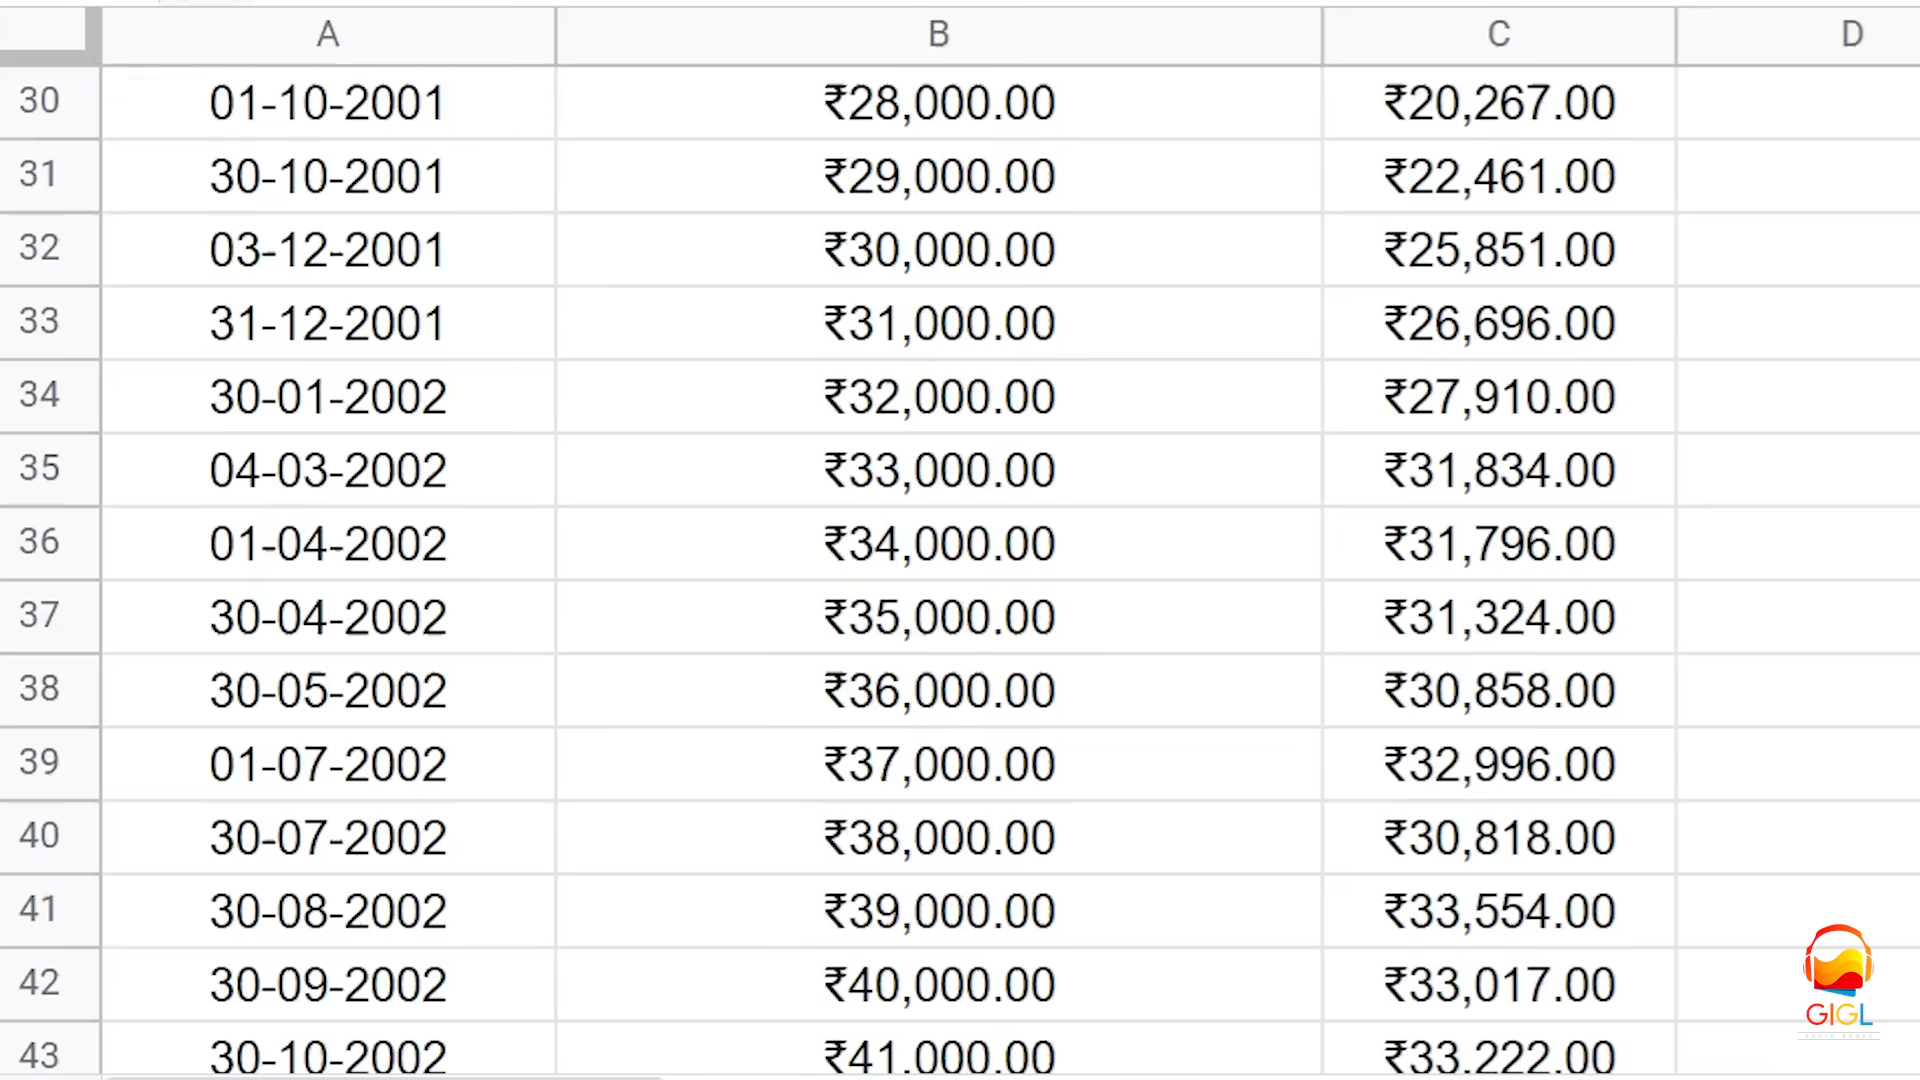 A B C D
30 01-10-2001 ₹28,000.00 ₹20,267.00
31 30-10-2001 ₹29,000.00 ₹22,461.00
32 03-12-2001 ₹30,000.00 ₹25,851.00
33 31-12-2001 ₹31,000.00 ₹26,696.00
34 30-01-2002 ₹32,000.00 ₹27,910.00
35 04-03-2002 ₹33,000.00 ₹31,834.00
36 01-04-2002 ₹34,000.00 ₹31,796.00
37 30-04-2002 ₹35,000.00 ₹31,324.00
38 30-05-2002 ₹36,000.00 ₹30,858.00
39 01-07-2002 ₹37,000.00 ₹32,996.00
40 30-07-2002 ₹38,000.00 ₹30,818.00
41 30-08-2002 ₹39,000.00 ₹33,554.00
42 30-09-2002 ₹40,000.00 ₹33,017.00
43 30-10-2002 ₹41,000.00 ₹33,222.00
GIGL